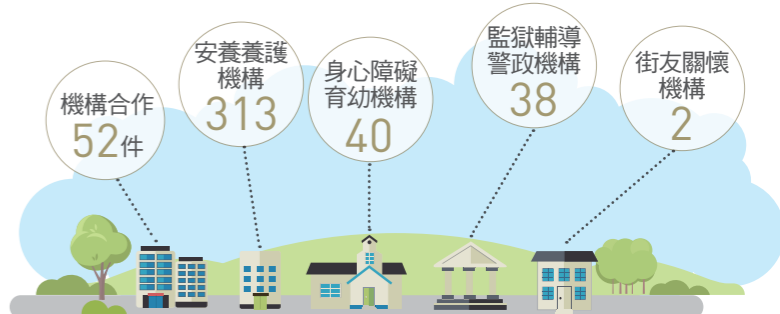 機構合作
52件
安養養護
機構
313
身心障礙
育幼機構
40
監獄輔導
警政機構
38
街友關懷
機構
2